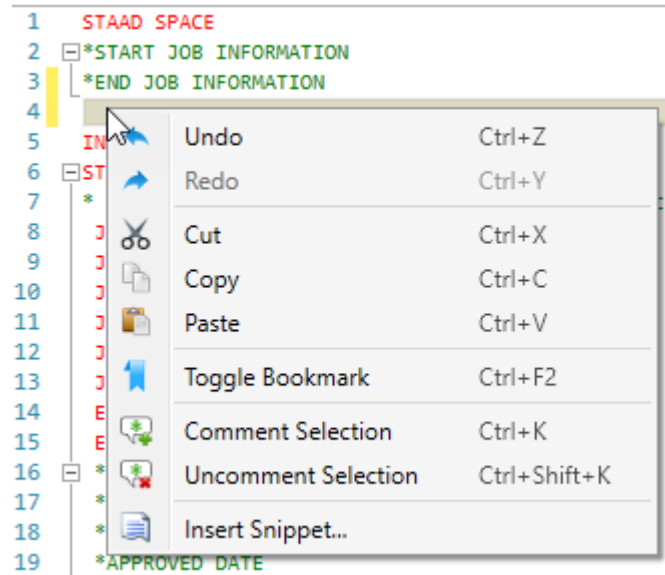 1 STAAD SPACE
2 *START JOB INFORMATION
3 *END JOB INFORMATION
4
5 IN
6 ST
7 *
8 J
9 J
10 J
11 J
12 J
13 J
14 E
15 E
16 *
17 *
18 *
19 *APPROVED DATE
Undo Ctrl+Z
Redo Ctrl+Y
Cut Ctrl+X
Copy Ctrl+C
Paste Ctrl+V
Toggle Bookmark Ctrl+F2
Comment Selection Ctrl+K
Uncomment Selection Ctrl+Shift+K
Insert Snippet...